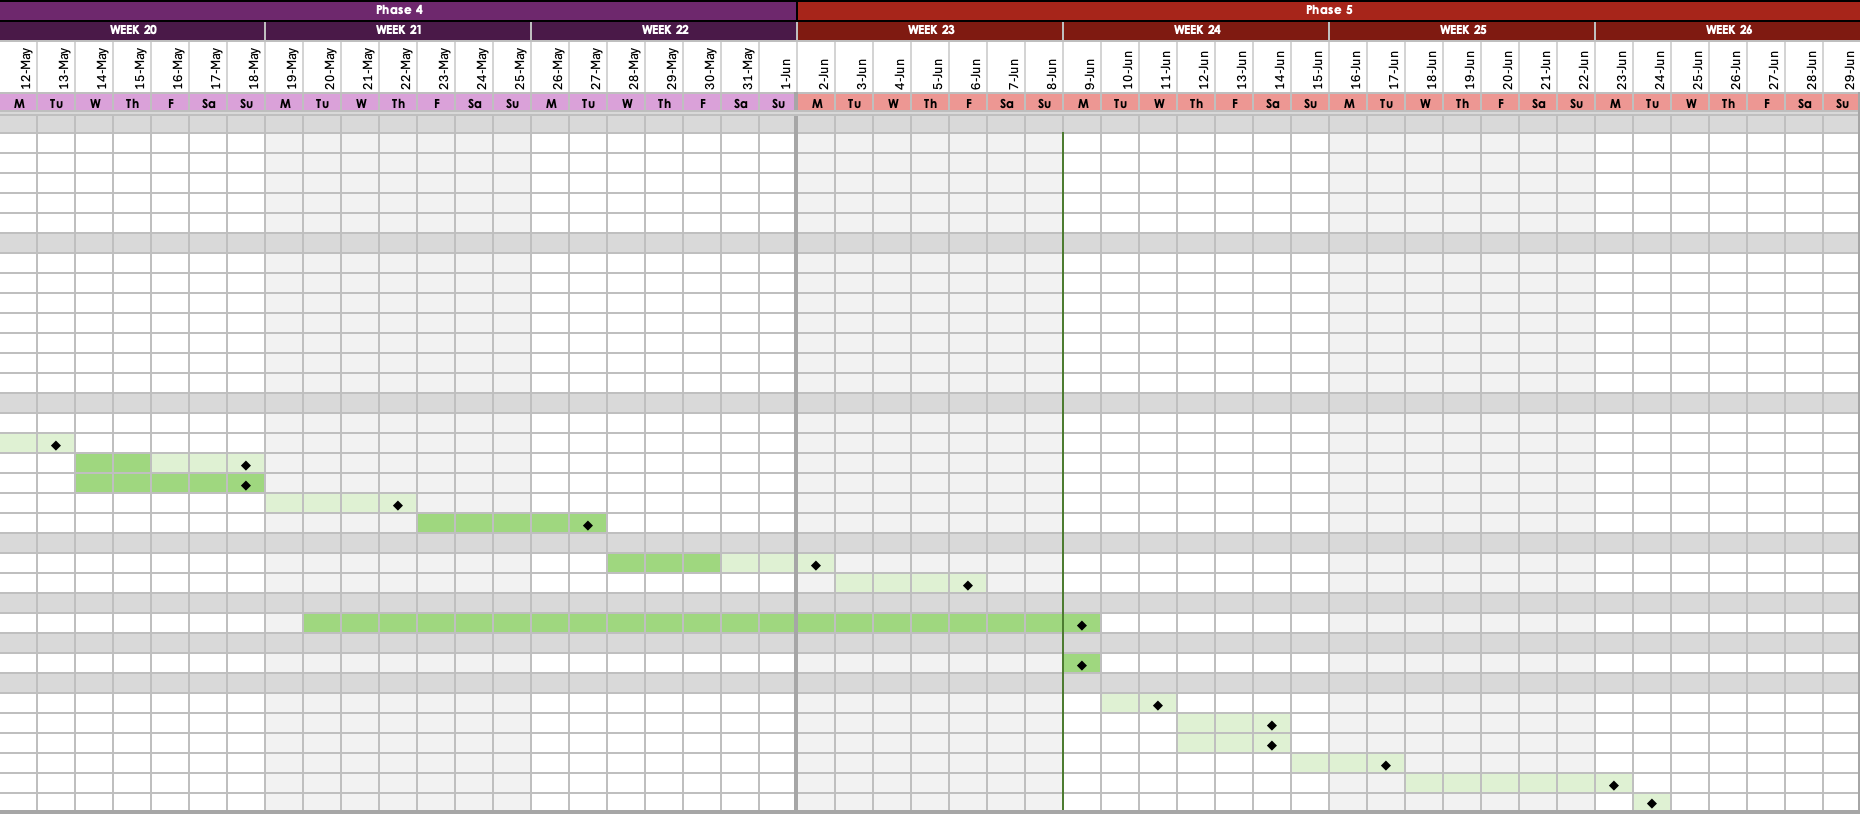 Phase 4 Phase 5
WEEK 20 WEEK 21 WEEK 22 WEEK 23 WEEK 24 WEEK 25 WEEK 26
12-May 13-May 14-May 15-May 16-May 17-May 18-May 19-May 20-May 21-May 22-May 23-May 24-May 25-May 26-May 27-May 28-May 29-May 30-May 31-May 1-Jun 2-Jun 3-Jun 4-Jun 5-Jun 6-Jun 7-Jun 8-Jun 9-Jun 10-Jun 11-Jun 12-Jun 13-Jun 14-Jun 15-Jun 16-Jun 17-Jun 18-Jun 19-Jun 20-Jun 21-Jun 22-Jun 23-Jun 24-Jun 25-Jun 26-Jun 27-Jun 28-Jun 29-Jun
M Tu W Th F Sa Su M Tu W Th F Sa Su M Tu W Th F Sa Su M Tu W Th F Sa Su M Tu W Th F Sa Su M Tu W Th F Sa Su M Tu W Th F Sa Su